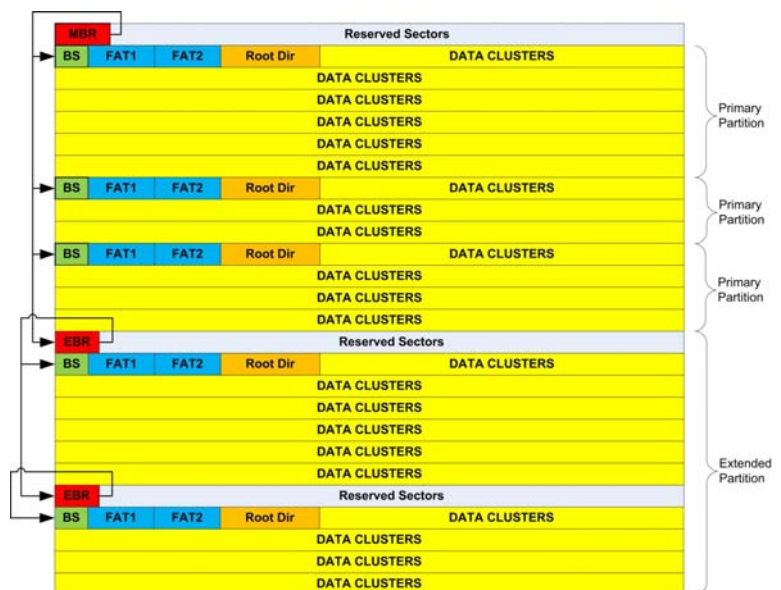 MBR Reserved Sectors
BS FAT1 FAT2 Root Dir DATA CLUSTERS
DATA CLUSTERS
DATA CLUSTERS
DATA CLUSTERS
DATA CLUSTERS
DATA CLUSTERS
Primary
Partition
BS FAT1 FAT2 Root Dir DATA CLUSTERS
DATA CLUSTERS
DATA CLUSTERS
Primary
Partition
BS FAT1 FAT2 Root Dir DATA CLUSTERS
DATA CLUSTERS
DATA CLUSTERS
DATA CLUSTERS
Primary
Partition
EBR Reserved Sectors
BS FAT1 FAT2 Root Dir DATA CLUSTERS
DATA CLUSTERS
DATA CLUSTERS
DATA CLUSTERS
DATA CLUSTERS
DATA CLUSTERS
EBR Reserved Sectors
BS FAT1 FAT2 Root Dir DATA CLUSTERS
DATA CLUSTERS
DATA CLUSTERS
DATA CLUSTERS
Extended
Partition